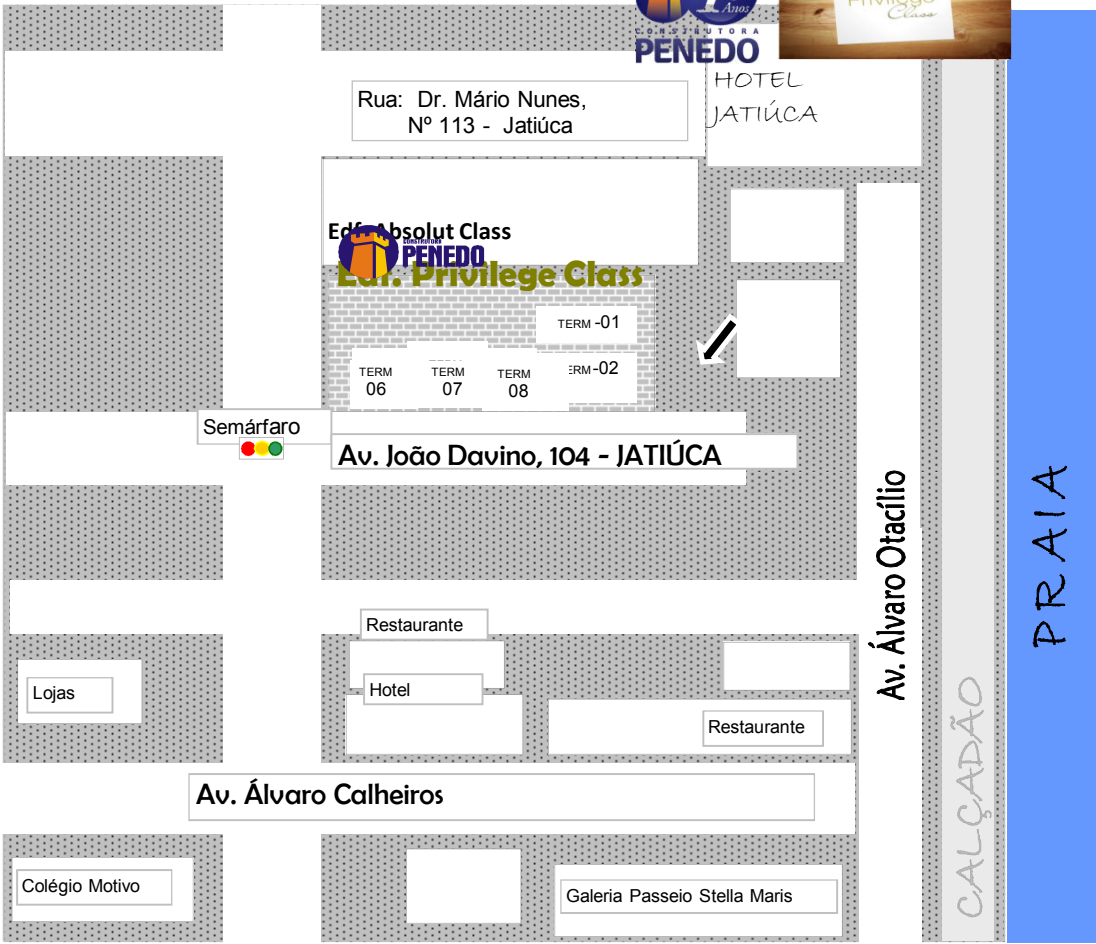 Anos
CONSTRUTORA
PENEDO
Privilege
Class
HOTEL
JATIÚCA
Rua: Dr. Mário Nunes,
Nº 113 - Jatiúca
Edf. Absolut Class
CONSTRUTORA
PENEDO
Edf. Privilege Class
TERM -01
TERM
06
TERM
07
TERM
08
ERM-02
Semárfaro
Av. João Davino, 104 - JATIÚCA
Av. Álvaro Otacílio
PRAIA
CALÇADÃO
Restaurante
Lojas
Hotel
Restaurante
Av. Álvaro Calheiros
Colégio Motivo
Galeria Passeio Stella Maris